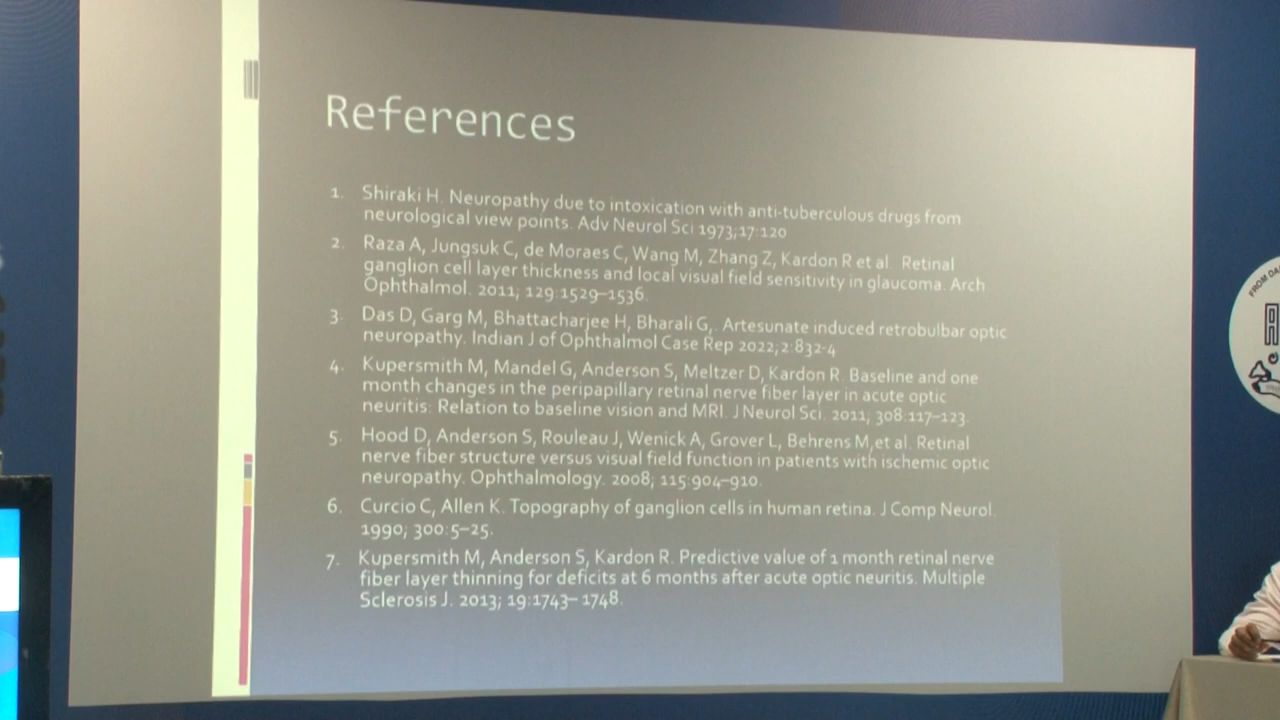 References
1. Shiraki H. Neuropathy due to intoxication with anti-tuberculous drugs from
neurological view points. Adv Neurol Sci 1973;17:120
2. Raza A, Jungsuk C, de Moraes C, Wang M, Zhang Z, Kardon R et al. Retinal
ganglion cell layer thickness and local visual field sensitivity in glaucoma. Arch
Ophthalmol. 2011; 129:1529–1536.
3. Das D, Garg M, Bhattacharjee H, Bharali G,. Artesunate induced retrobulbar optic
neuropathy. Indian J of Ophthalmol Case Rep 2022;2:832-4
4. Kupersmith M, Mandel G, Anderson S, Meltzer D, Kardon R. Baseline and one
month changes in the peripapillary retinal nerve fiber layer in acute optic
neuritis: Relation to baseline vision and MRI. J Neurol Sci. 2011; 308:117–123.
5. Hood D, Anderson S, Rouleau J, Wenick A, Grover L, Behrens M,et al. Retinal
nerve fiber structure versus visual field function in patients with ischemic optic
neuropathy. Ophthalmology. 2008; 115:904–910.
6. Curcio C, Allen K. Topography of ganglion cells in human retina. J Comp Neurol.
1990; 300:5–25.
7. Kupersmith M, Anderson S, Kardon R. Predictive value of 1 month retinal nerve
fiber layer thinning for deficits at 6 months after acute optic neuritis. Multiple
Sclerosis J. 2013; 19:1743– 1748.
FROM